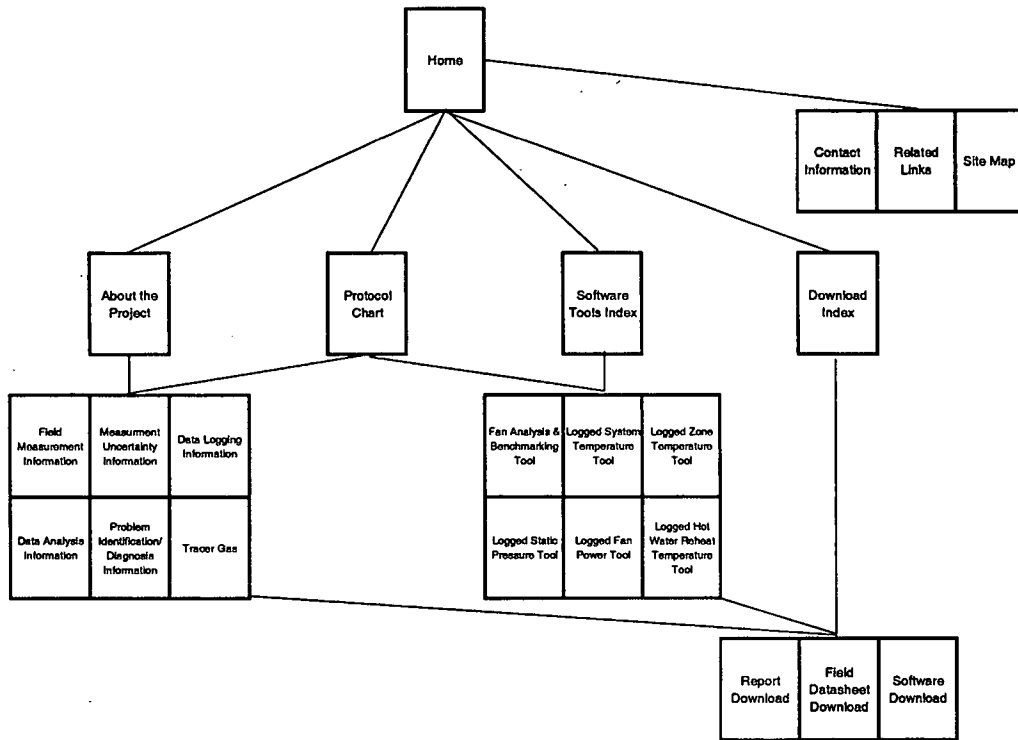 Home
Contact
Information
Related
Links
Site Map
About the
Project
Protocol
Chart
Software
Tools Index
Download
Index
Field
Measurement
Information
Measurment
Uncertainty
Information
Data Logging
Information
Data Analysis
Information
Problem
Identification/
Diagnosis
Information
Tracer Gas
Fan Analysis &
Benchmarking
Tool
Logged System
Temperature
Tool
Logged Zone
Temperature
Tool
Logged Static
Pressure Tool
Logged Fan
Power Tool
Logged Hot
Water Reheat
Temperature
Tool
Report
Download
Field
Datasheet
Download
Software
Download